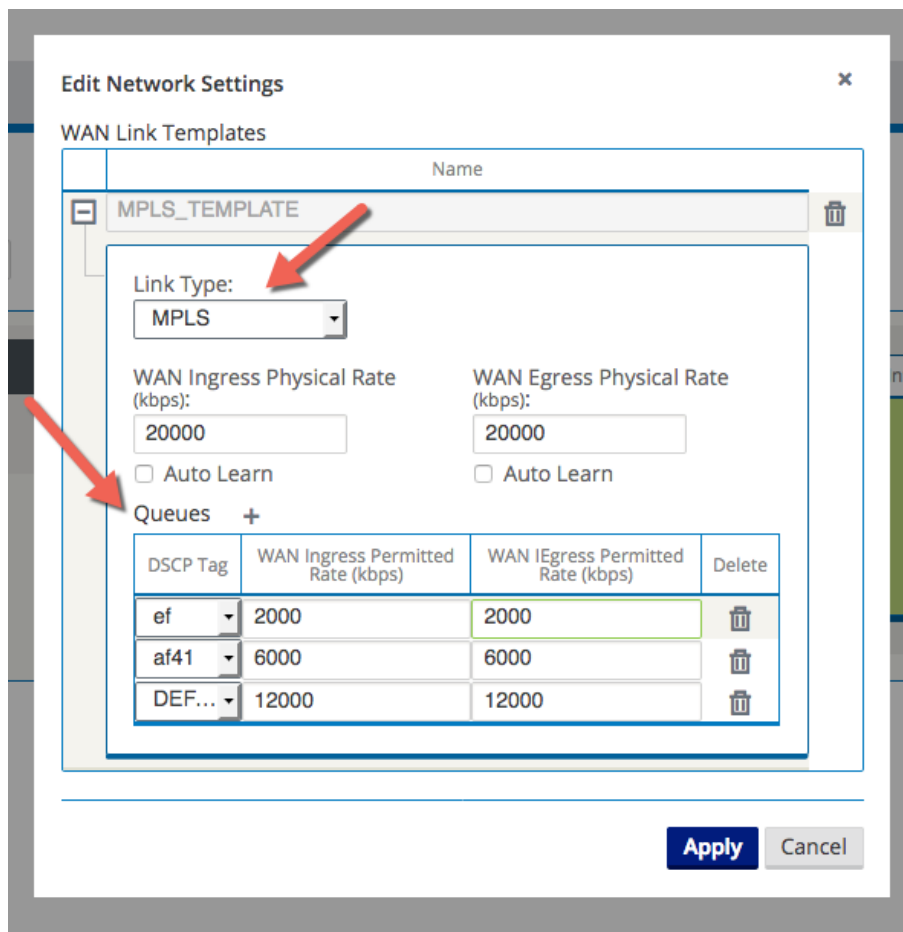 Edit Network Settings ×
WAN Link Templates
Name
MPLS_TEMPLATE
Link Type:
MPLS
WAN Ingress Physical Rate
(kbps):
WAN Egress Physical Rate
(kbps):
20000
20000
Auto Learn
Auto Learn
Queues +
DSCP Tag
WAN Ingress Permitted
Rate (kbps)
WAN IEgress Permitted
Rate (kbps)
Delete
ef 2000 2000
af41 6000 6000
DEF... 12000 12000
Apply Cancel